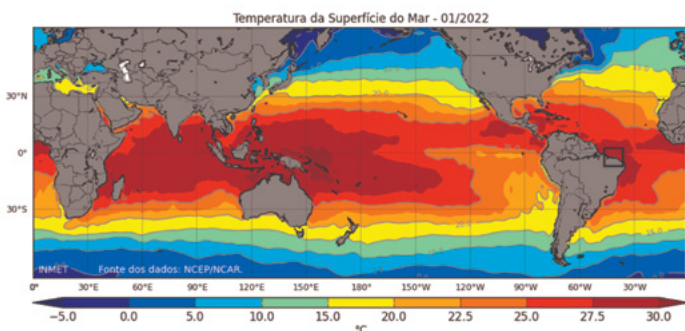 Temperatura da Superfície do Mar - 01/2022
30°N
0°
30°S
INMET Fonte dos dados: NCEP/NCAR.
0° 30°E 60°E 90°E 120°E 150°E 180° 150°W 120°W 90°W 60°W 30°W
−5.0 0.0 5.0 10.0 15.0 20.0 22.5 25.0 27.5 30.0
°C